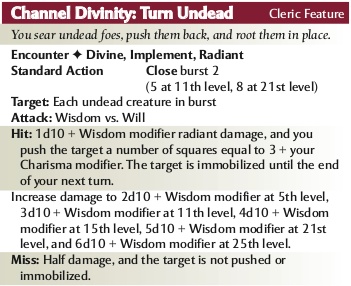 Channel Divinity: Turn Undead Cleric Feature
You sear undead foes, push them back, and root them in place.
Encounter ✦ Divine, Implement, Radiant
Standard Action Close burst 2
(5 at 11th level, 8 at 21st level)
Target: Each undead creature in burst
Attack: Wisdom vs. Will
Hit: 1d10 + Wisdom modifier radiant damage, and you
push the target a number of squares equal to 3 + your
Charisma modifier. The target is immobilized until the end
of your next turn.
Increase damage to 2d10 + Wisdom modifier at 5th level,
3d10 + Wisdom modifier at 11th level, 4d10 + Wisdom
modifier at 15th level, 5d10 + Wisdom modifier at 21st
level, and 6d10 + Wisdom modifier at 25th level.
Miss: Half damage, and the target is not pushed or
immobilized.